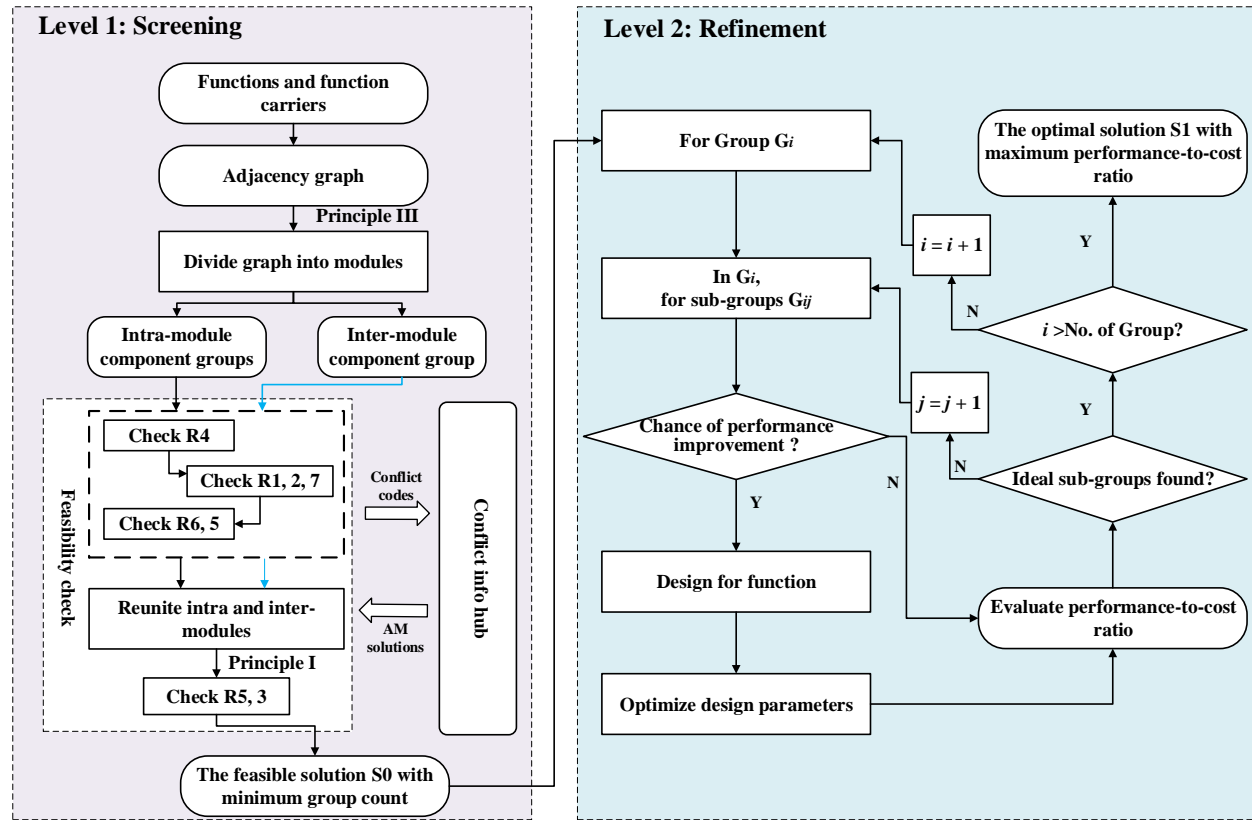 Level 1: Screening
Functions and function
carriers
Adjacency graph
Principle III
Divide graph into modules
Intra-module
component groups
Inter-module
component group
Feasibility check
Check R4
Check R1, 2, 7
Check R6, 5
Conflict
codes
Conflict info hub
Reunite intra and inter-
modules
AM
solutions
Principle I
Check R5, 3
The feasible solution S0 with
minimum group count
Level 2: Refinement
For Group Gi
The optimal solution S1 with
maximum performance-to-cost
ratio
i = i + 1
Y
In Gi,
for sub-groups Gij
N
i >No. of Group?
j = j + 1
Y
Chance of performance
improvement ?
N
N
Ideal sub-groups found?
Y
Design for function
Evaluate performance-to-cost
ratio
Optimize design parameters